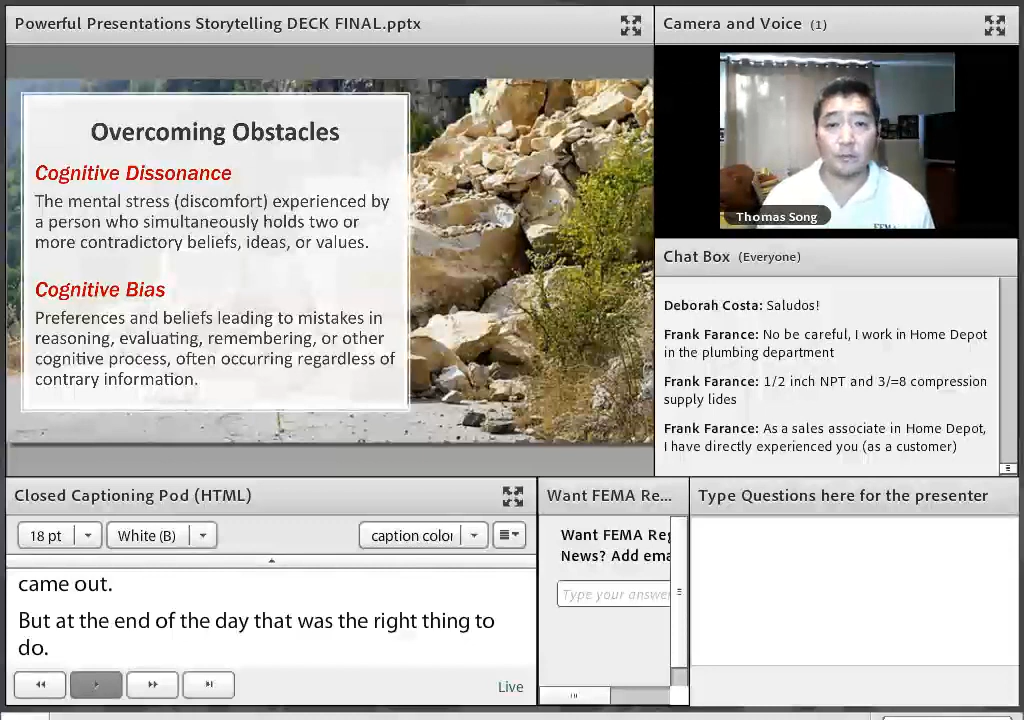 Powerful Presentations Storytelling DECK FINAL.pptx
Overcoming Obstacles
Cognitive Dissonance
The mental stress (discomfort) experienced by
a person who simultaneously holds two or
more contradictory beliefs, ideas, or values.
Cognitive Bias
Preferences and beliefs leading to mistakes in
reasoning, evaluating, remembering, or other
cognitive process, often occurring regardless of
contrary information.
Camera and Voice (1)
Thomas Song
FEMA
Chat Box (Everyone)
Deborah Costa: Saludos!
Frank Farance: No be careful, I work in Home Depot
in the plumbing department
Frank Farance: 1/2 inch NPT and 3/=8 compression
supply lides
Frank Farance: As a sales associate in Home Depot,
I have directly experienced you (as a customer)
Closed Captioning Pod (HTML)
18 pt
White (B)
caption color
came out.
But at the end of the day that was the right thing to
do.
Live
Want FEMA Re...
Want FEMA Reg
News? Add ema
Type your answer
Type Questions here for the presenter